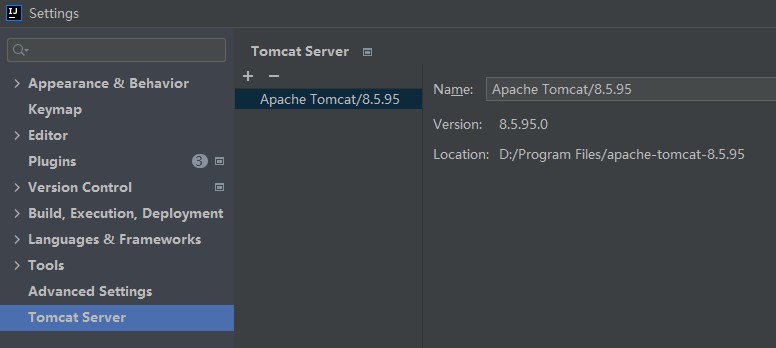 Settings
Appearance & Behavior
Keymap
Editor
Plugins 3
Version Control
Build, Execution, Deployment
Languages & Frameworks
Tools
Advanced Settings
Tomcat Server
Tomcat Server
Apache Tomcat/8.5.95
Name: Apache Tomcat/8.5.95
Version: 8.5.95.0
Location: D:/Program Files/apache-tomcat-8.5.95